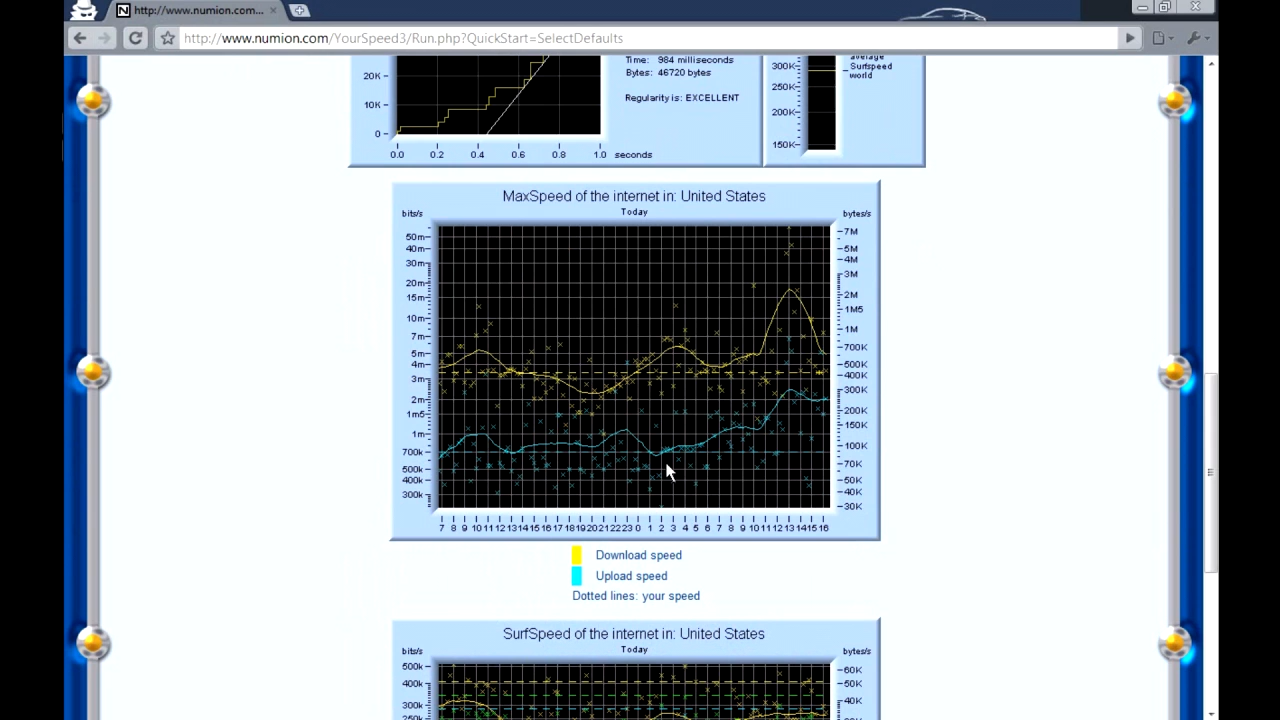 http://www.numion.com...
http://www.numion.com/YourSpeed3/Run.php?QuickStart=SelectDefaults
20K
10K
0
0.0 0.2 0.4 0.6 0.8 1.0 seconds
Time: 984 milliseconds
Bytes: 46720 bytes
Regularity is: EXCELLENT
300K
250K
200K
150K
average
Surfspeed
world
MaxSpeed of the internet in: United States
Today
bits/s
bytes/s
50m
40m
30m
20m
15m
10m
7m
5m
4m
3m
2m
1m5
1m
700k
500k
400k
300k
7M
5M
4M
3M
2M
1M5
1M
700K
500K
400K
300K
200K
150K
100K
70K
50K
40K
30K
7 8 9 10 11 12 13 14 15 16 17 18 19 20 21 22 23 0 1 2 3 4 5 6 7 8 9 10 11 12 13 14 15 16
Download speed
Upload speed
Dotted lines: your speed
SurfSpeed of the internet in: United States
Today
bits/s
bytes/s
500k
400k
300k
60K
50K
40K